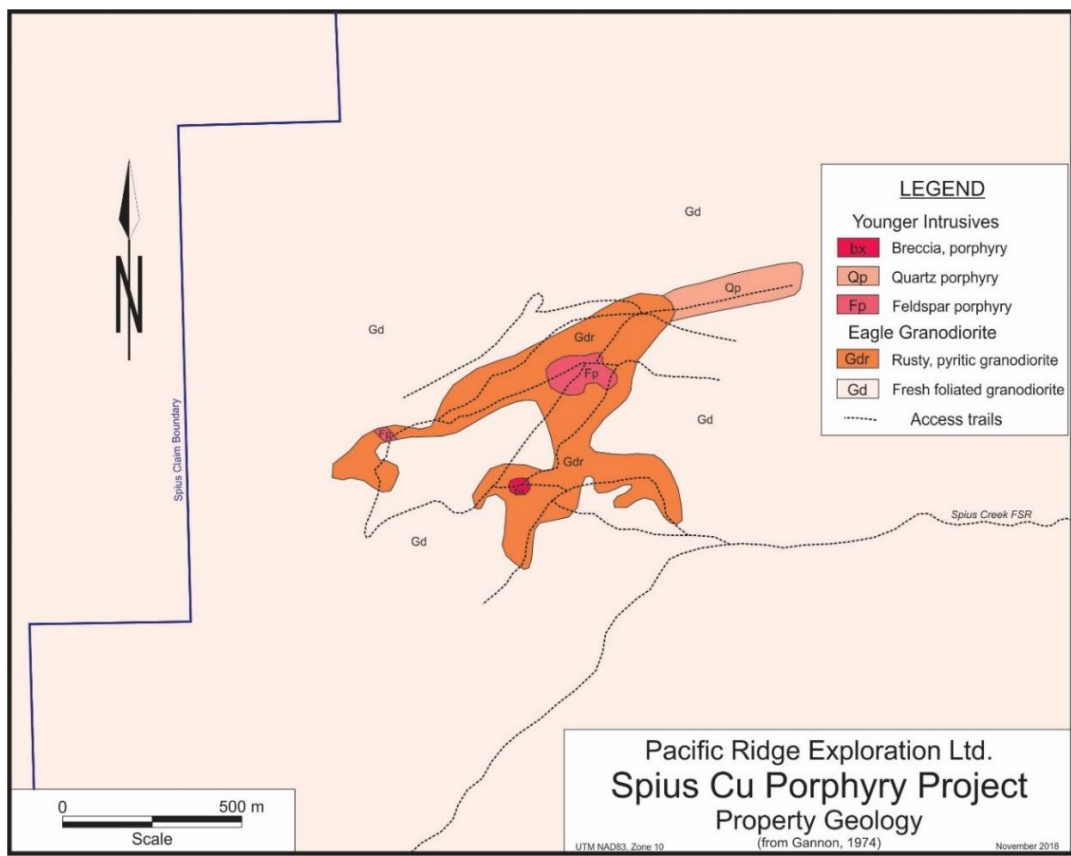 Spius Claim Boundary
N
Gd
Gd
Qp
Gdr
Fp
Gd
Fp
Gdr
bx
Gd
Spius Creek FSR
LEGEND
Younger Intrusives
bx Breccia, porphyry
Qp Quartz porphyry
Fp Feldspar porphyry
Eagle Granodiorite
Gdr Rusty, pyritic granodiorite
Gd Fresh foliated granodiorite
Access trails
0 500 m
Scale
Pacific Ridge Exploration Ltd.
Spius Cu Porphyry Project
Property Geology
(from Gannon, 1974)
UTM NAD83, Zone 10 November 2018